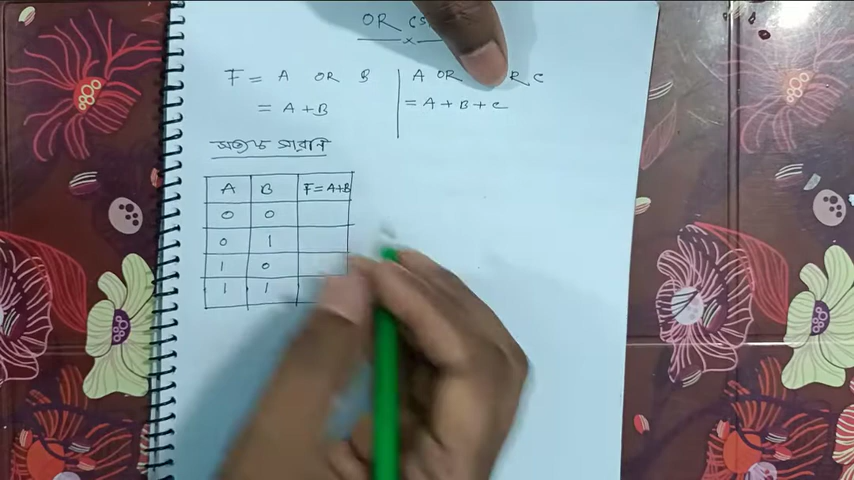 OR
F = A OR B
= A + B
A OR R C
= A + B + C
সত্যক সারণি
A B F = A+B
0 0
0 1
1 0
1 1